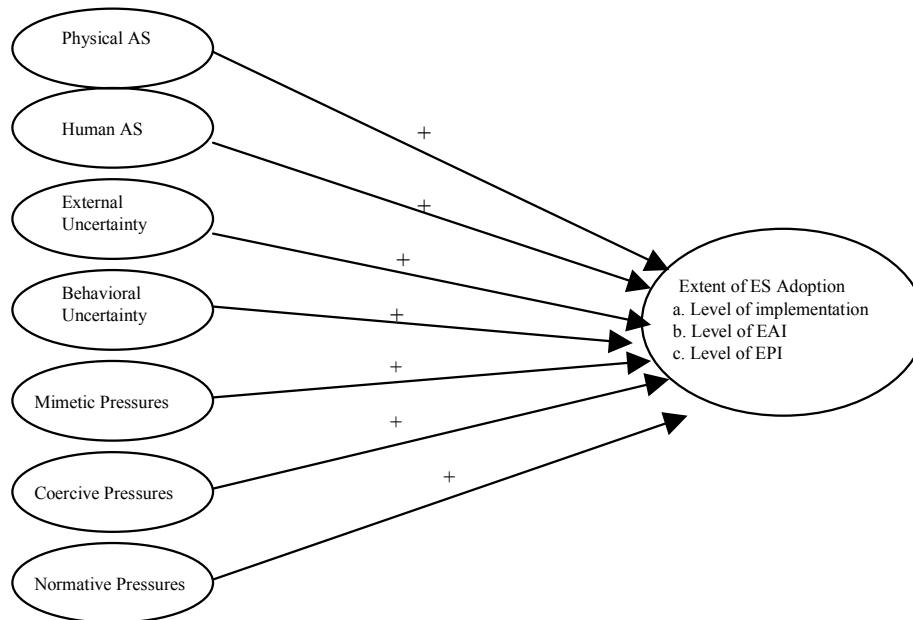 Physical AS
+
Human AS
+
External
Uncertainty
+
Behavioral
Uncertainty
+
Extent of ES Adoption
a. Level of implementation
b. Level of EAI
c. Level of EPI
+
Mimetic Pressures
+
Coercive Pressures
+
Normative Pressures